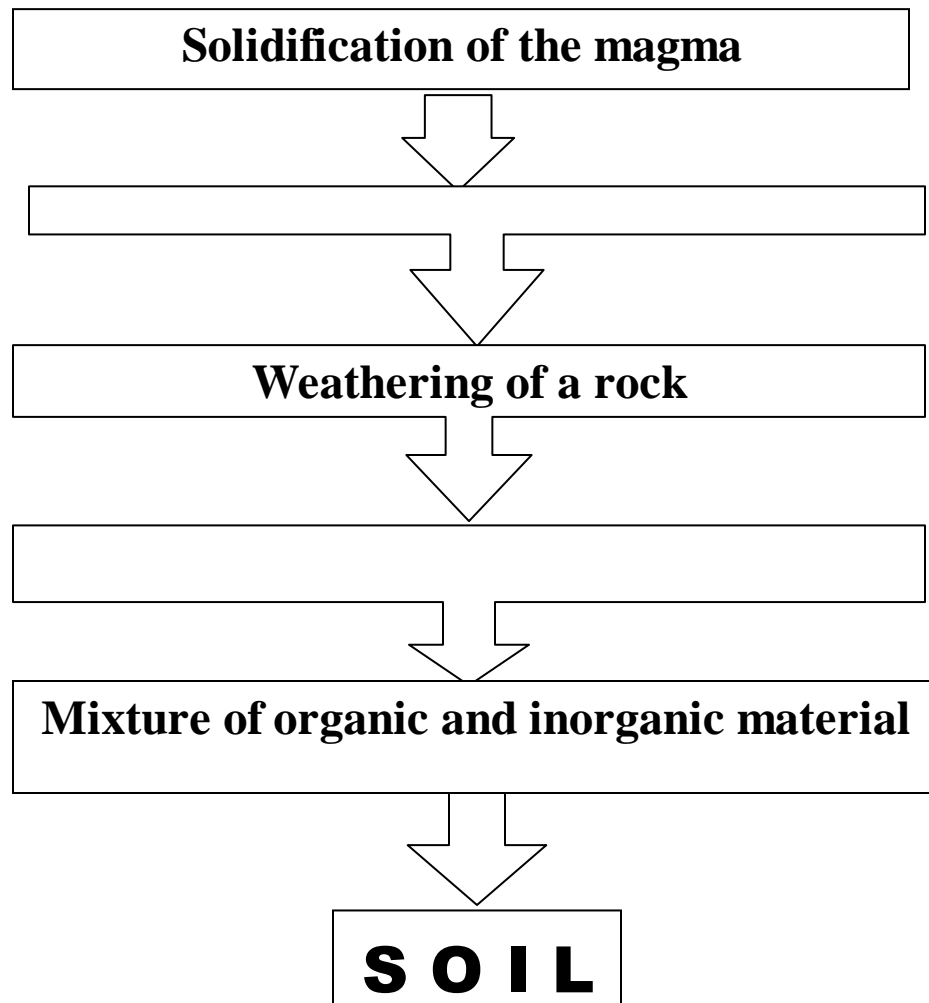 Solidification of the magma
Weathering of a rock
Mixture of organic and inorganic material
S O I L